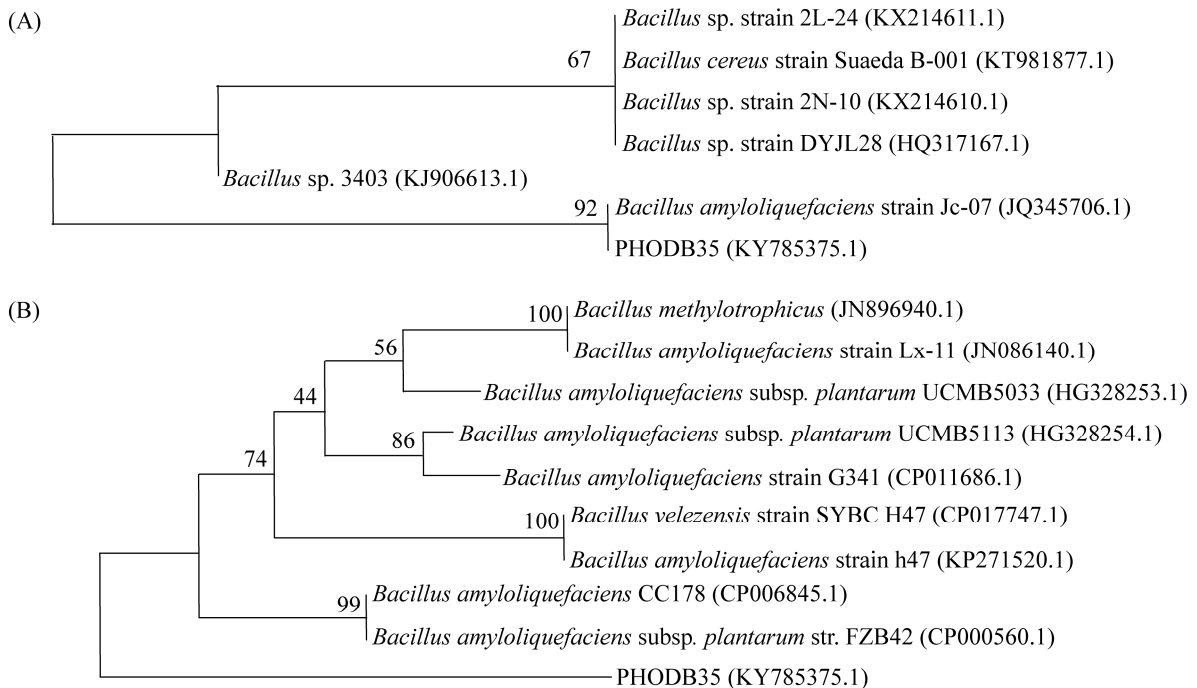 (A)
Bacillus sp. strain 2L-24 (KX214611.1)
67
Bacillus cereus strain Suaeda B-001 (KT981877.1)
Bacillus sp. strain 2N-10 (KX214610.1)
Bacillus sp. strain DYJL28 (HQ317167.1)
Bacillus sp. 3403 (KJ906613.1)
92
Bacillus amyloliquefaciens strain Jc-07 (JQ345706.1)
PHODB35 (KY785375.1)
(B)
100
Bacillus methylotrophicus (JN896940.1)
56
Bacillus amyloliquefaciens strain Lx-11 (JN086140.1)
Bacillus amyloliquefaciens subsp. plantarum UCMB5033 (HG328253.1)
44
86
Bacillus amyloliquefaciens subsp. plantarum UCMB5113 (HG328254.1)
74
Bacillus amyloliquefaciens strain G341 (CP011686.1)
100
Bacillus velezensis strain SYBC H47 (CP017747.1)
Bacillus amyloliquefaciens strain h47 (KP271520.1)
99
Bacillus amyloliquefaciens CC178 (CP006845.1)
Bacillus amyloliquefaciens subsp. plantarum str. FZB42 (CP000560.1)
PHODB35 (KY785375.1)